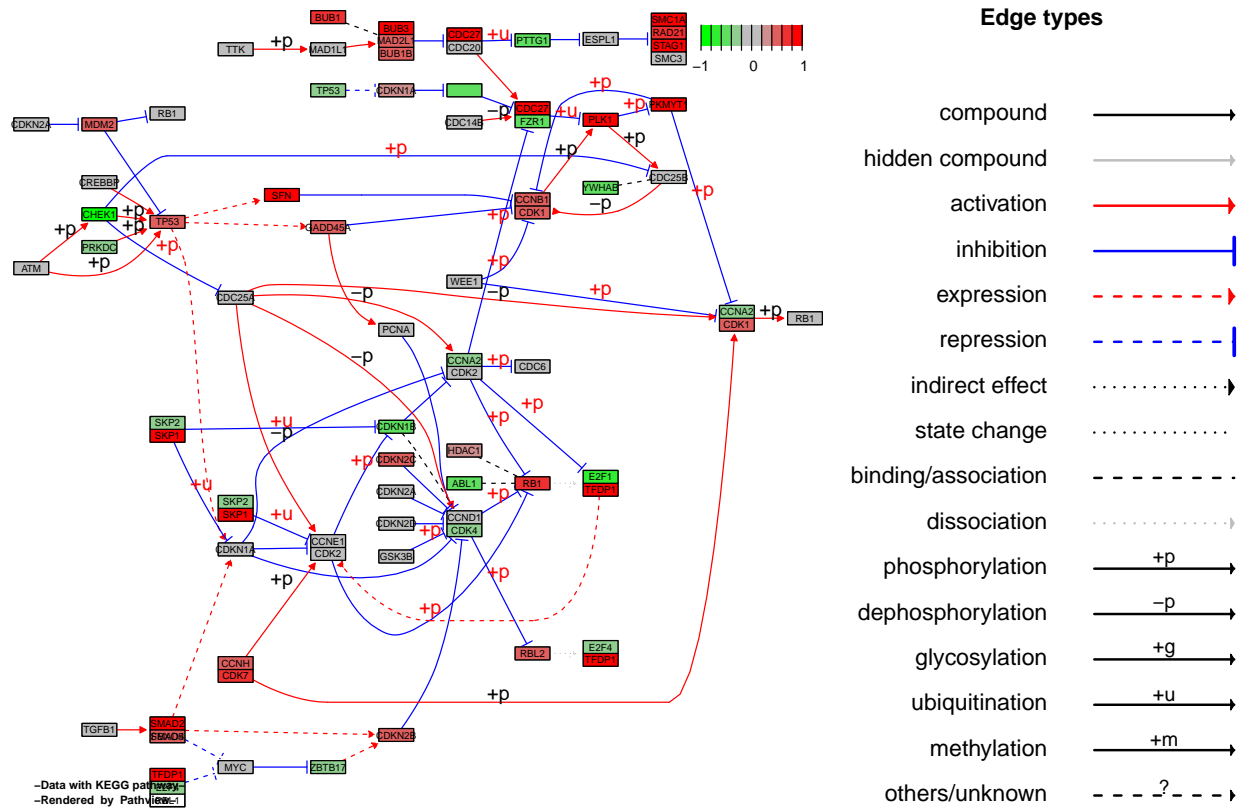 Edge types
BUB1
SMC1A
RAD21
STAG1
SMC3
BUB3
MAD2L1
BUB1B
CDC27
CDC20
+u
PTTG1
ESPL1
TTK
+p
MAD1L1
−1 0 1
TP53
CDKN1A
CDC27
FZR1
−p
CDC14B
+u
PLK1
+p
PKMYT1
+p
compound
RB1
CDKN2A
MDM2
+p
+p
+p
hidden compound
CREBBP
CDC25B
YWHAB
−p
+p
CHEK1
+p
+p
TP53
SFN
CCNB1
CDK1
activation
+p
PRKDC
+p
GADD45A
+p
inhibition
ATM
+p
+p
WEE1
−p
+p
expression
CDC25A
−p
CCNA2
CDK1
+p
RB1
PCNA
repression
−p
CCNA2
CDK2
+p
CDC6
indirect effect
+p
SKP2
SKP1
+u
−p
CDKN1B
+p
state change
HDAC1
CDKN2C
+p
binding/association
+u
CDKN2A
ABL1
RB1
E2F1
TFDP1
+p
SKP2
SKP1
+u
CDKN2D
+p
CCND1
CDK4
dissociation
CDKN1A
CCNE1
CDK2
GSK3B
+p
+p
phosphorylation
+p
+p
dephosphorylation
−p
CCNH
CDK7
RBL2
E2F4
TFDP1
glycosylation
+g
+p
ubiquitination
+u
TGFB1
SMAD2
CDKN2B
methylation
+m
MYC
ZBTB17
TFDP1
−Data with KEGG pathway−
−Rendered by Pathview−
others/unknown
?